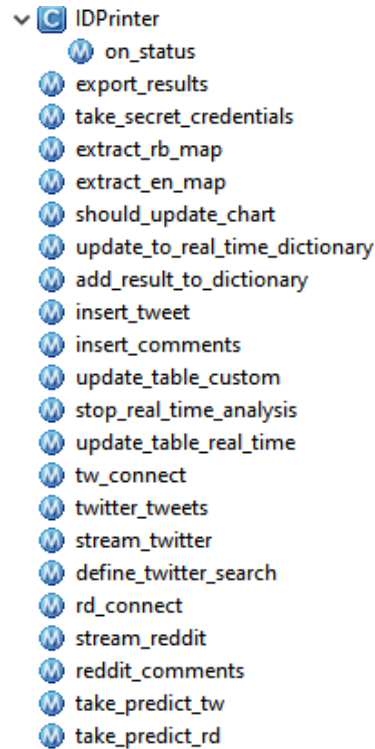 C IDPrinter
M on_status
M export_results
M take_secret_credentials
M extract_rb_map
M extract_en_map
M should_update_chart
M update_to_real_time_dictionary
M add_result_to_dictionary
M insert_tweet
M insert_comments
M update_table_custom
M stop_real_time_analysis
M update_table_real_time
M tw_connect
M twitter_tweets
M stream_twitter
M define_twitter_search
M rd_connect
M stream_reddit
M reddit_comments
M take_predict_tw
M take_predict_rd